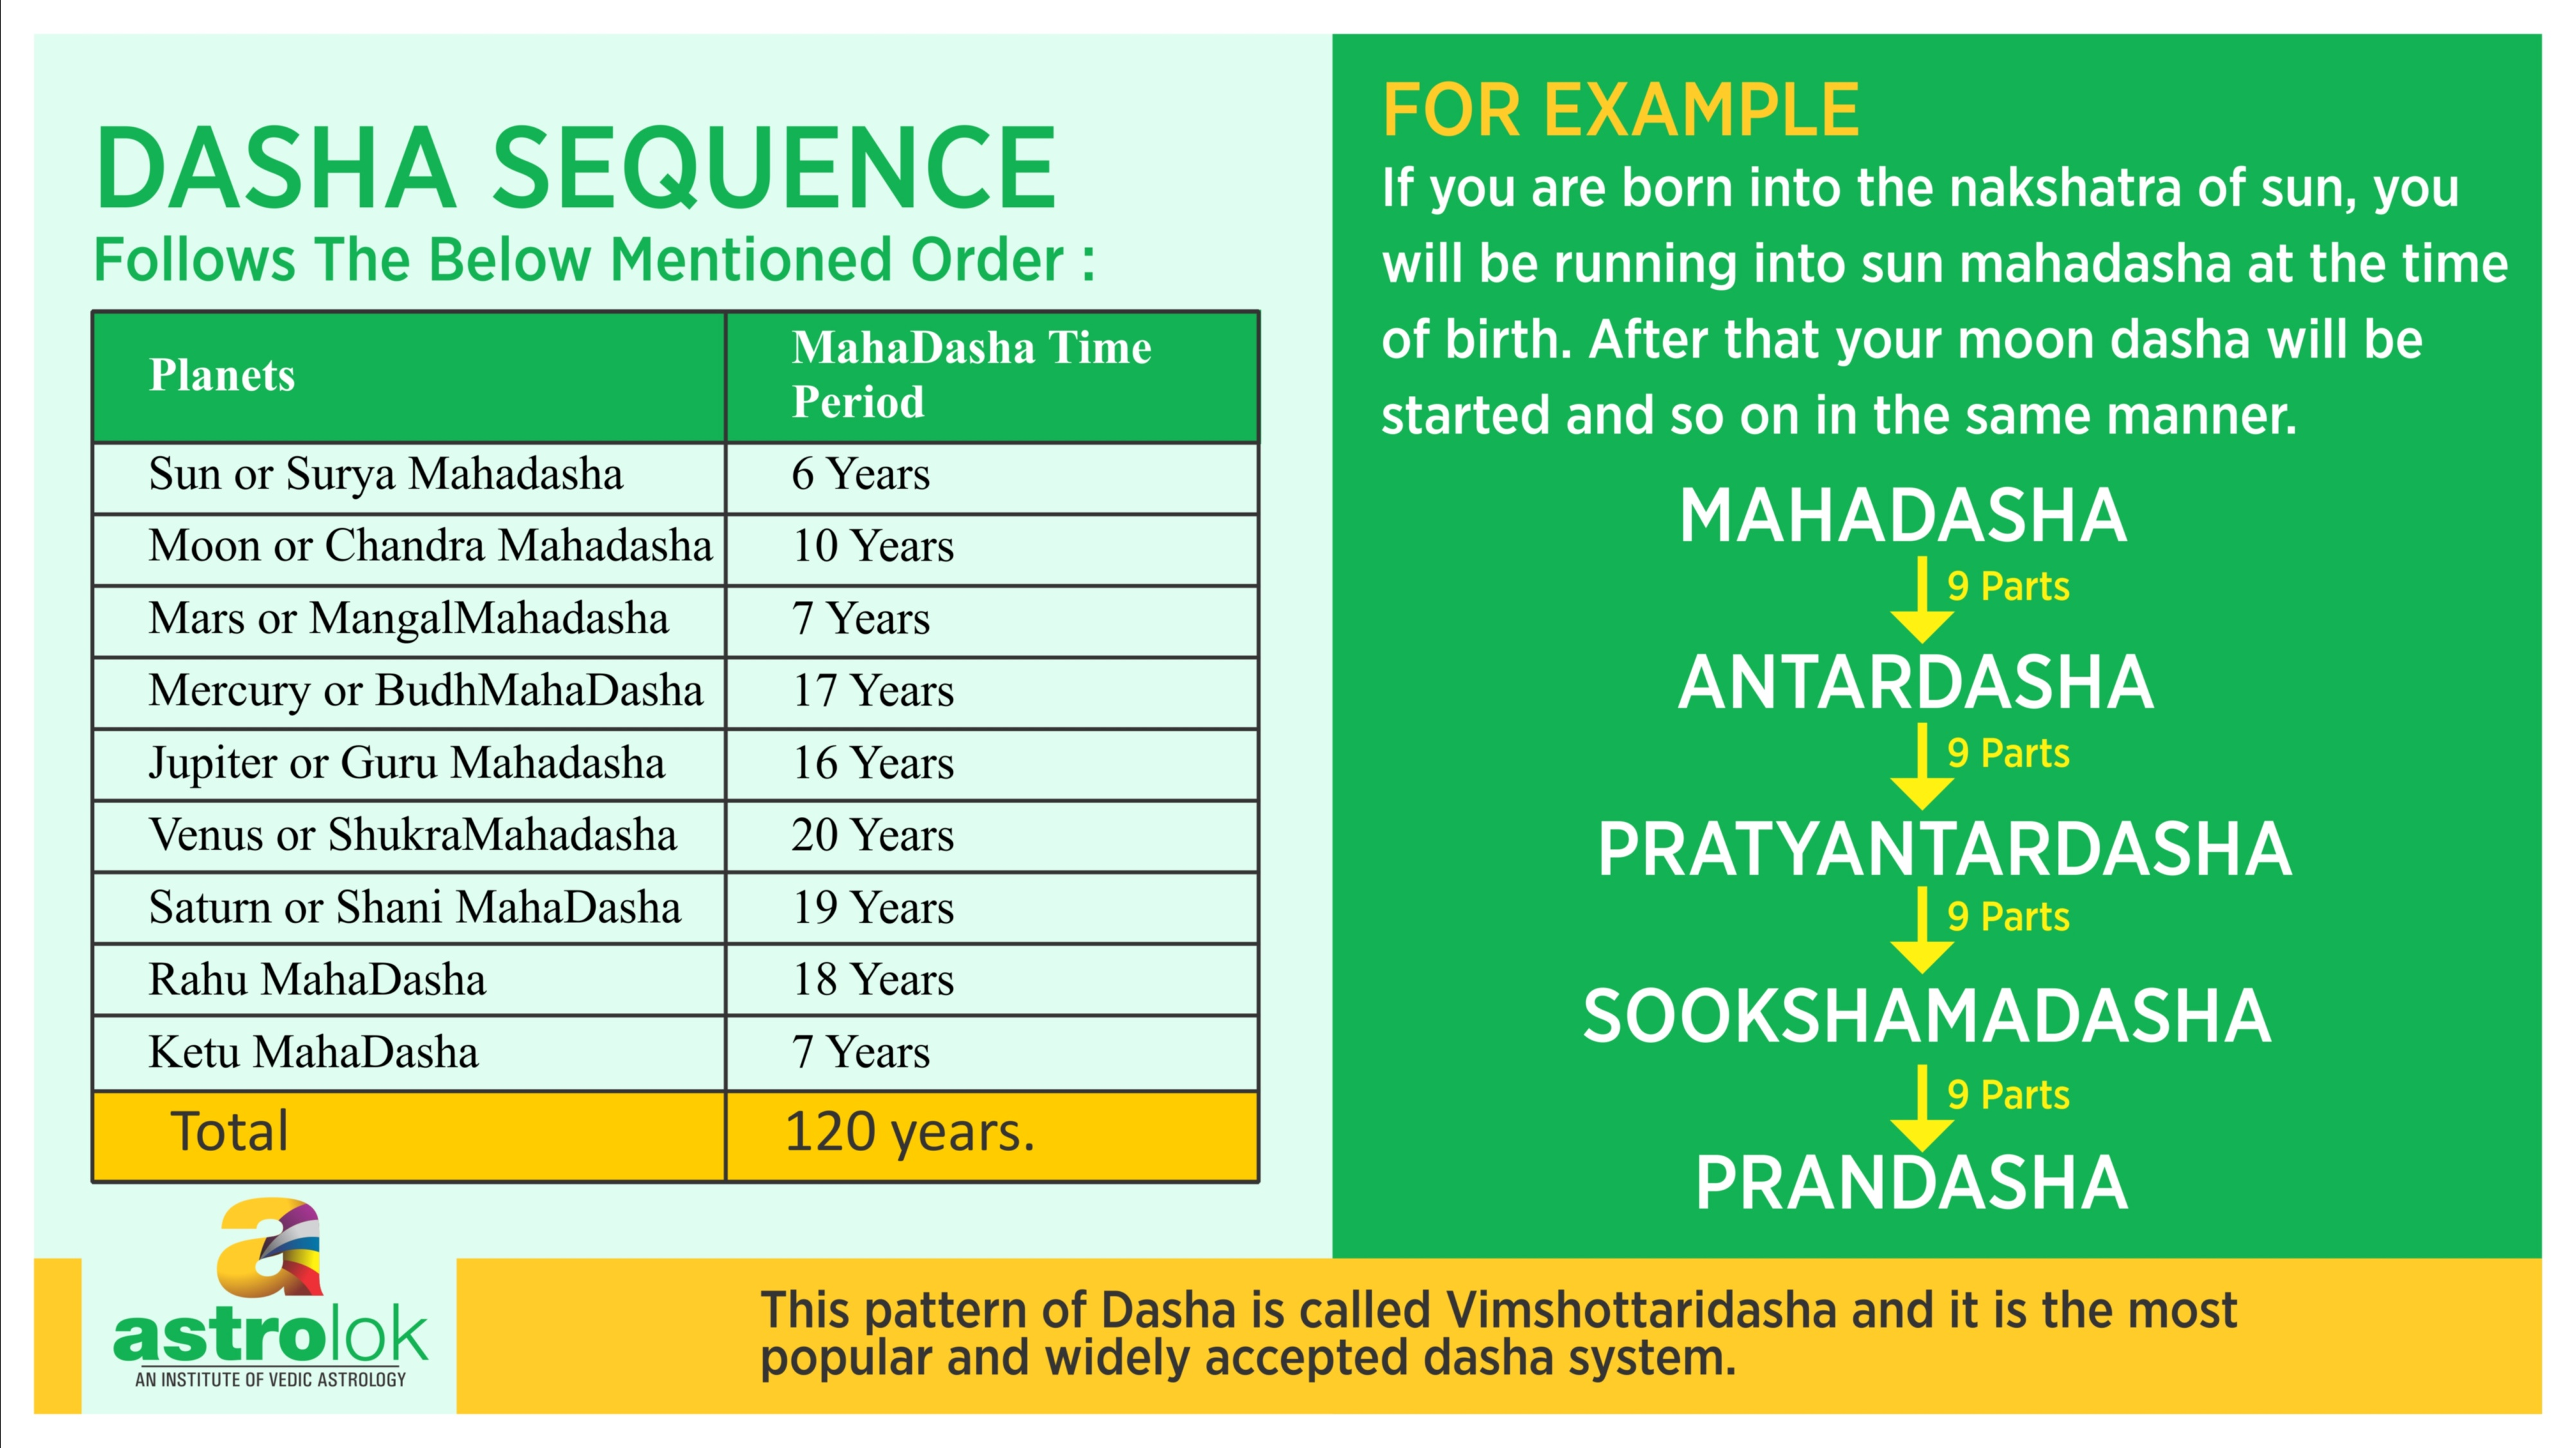 DASHA SEQUENCE
Follows The Below Mentioned Order :
Planets
MahaDasha Time
Period
Sun or Surya Mahadasha
6 Years
Moon or Chandra Mahadasha
10 Years
Mars or MangalMahadasha
7 Years
Mercury or BudhMahaDasha
17 Years
Jupiter or Guru Mahadasha
16 Years
Venus or ShukraMahadasha
20 Years
Saturn or Shani MahaDasha
19 Years
Rahu MahaDasha
18 Years
Ketu MahaDasha
7 Years
Total
120 years.
FOR EXAMPLE
If you are born into the nakshatra of sun, you
will be running into sun mahadasha at the time
of birth. After that your moon dasha will be
started and so on in the same manner.
MAHADASHA
9 Parts
ANTARDASHA
9 Parts
PRATYANTARDASHA
9 Parts
SOOKSHAMADASHA
9 Parts
PRANDASHA
a
astrolok
AN INSTITUTE OF VEDIC ASTROLOGY
This pattern of Dasha is called Vimshottaridasha and it is the most
popular and widely accepted dasha system.